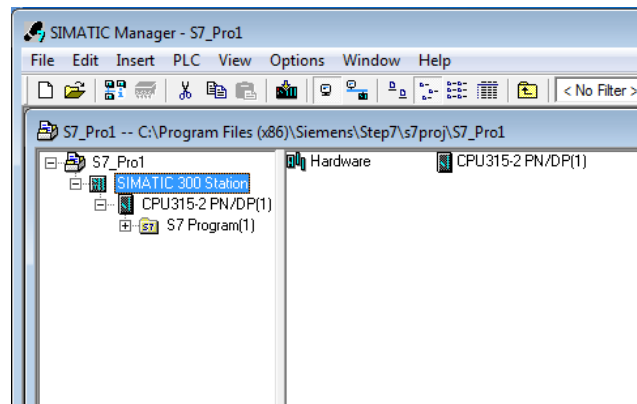 SIMATIC Manager - S7_Pro1
File Edit Insert PLC View Options Window Help
< No Filter >
S7_Pro1 -- C:\Program Files (x86)\Siemens\Step7\s7proj\S7_Pro1
S7_Pro1
SIMATIC 300 Station
CPU315-2 PN/DP(1)
S7 Program(1)
Hardware
CPU315-2 PN/DP(1)